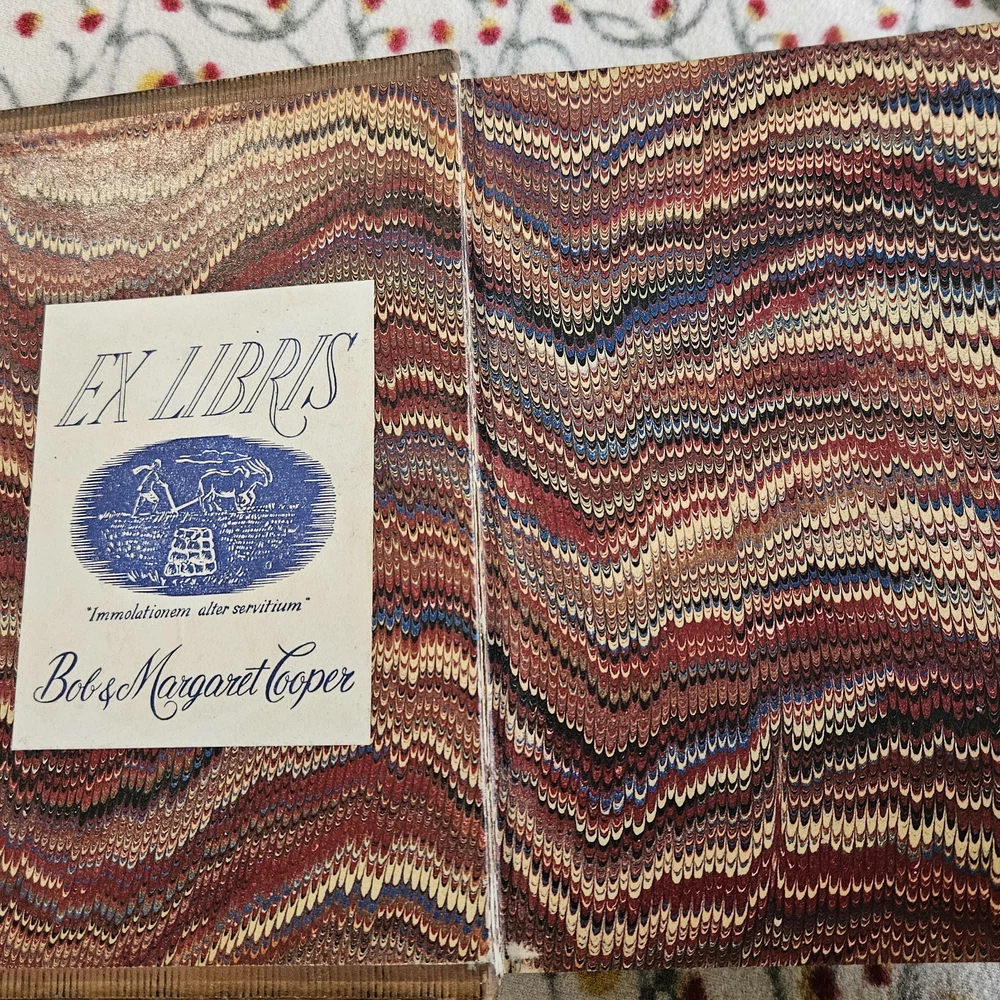 EX LIBRIS
"Immolationem alter servitium"
Bob & Margaret Cooper